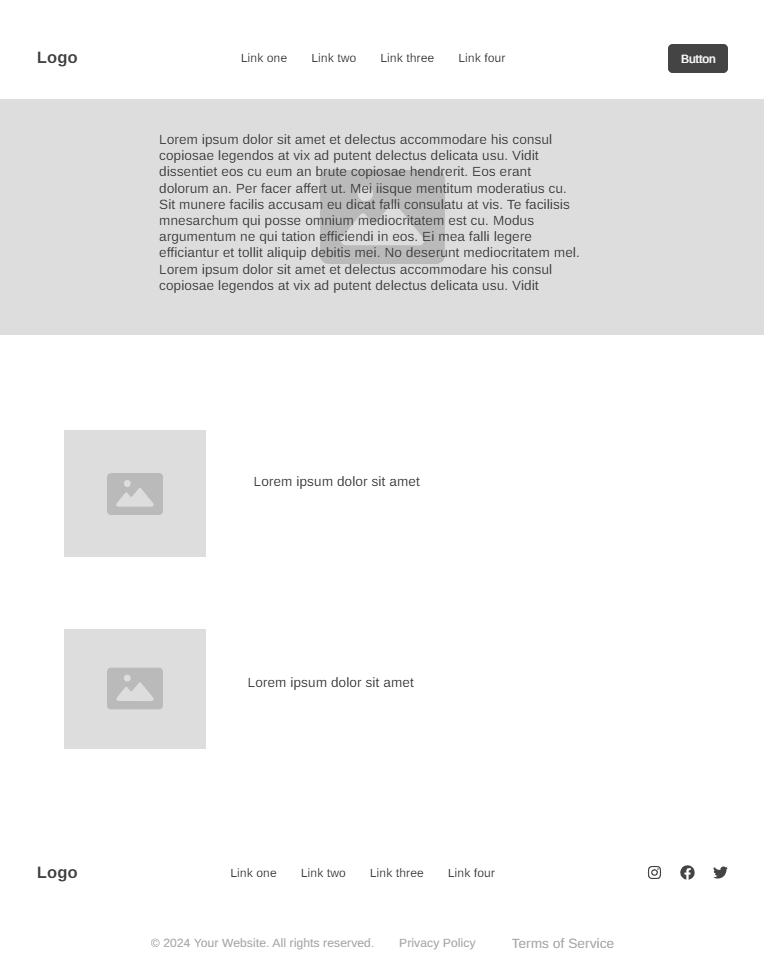 Logo
Link one Link two Link three Link four
Button
Lorem ipsum dolor sit amet et delectus accommodare his consul
copiosae legendos at vix ad putent delectus delicata usu. Vidit
dissentiet eos cu eum an brute copiosae hendrerit. Eos erant
dolorum an. Per facer affert ut. Mei iisque mentitum moderatius cu.
Sit munere facilis accusam eu dicat falli consulatu at vis. Te facilisis
mnesarchum qui posse omnium mediocritatem est cu. Modus
argumentum ne qui tation efficiendi in eos. Ei mea falli legere
efficiantur et tollit aliquip debitis mei. No deserunt mediocritatem mel.
Lorem ipsum dolor sit amet et delectus accommodare his consul
copiosae legendos at vix ad putent delectus delicata usu. Vidit
Lorem ipsum dolor sit amet
Lorem ipsum dolor sit amet
Logo
Link one Link two Link three Link four
© 2024 Your Website. All rights reserved. Privacy Policy Terms of Service